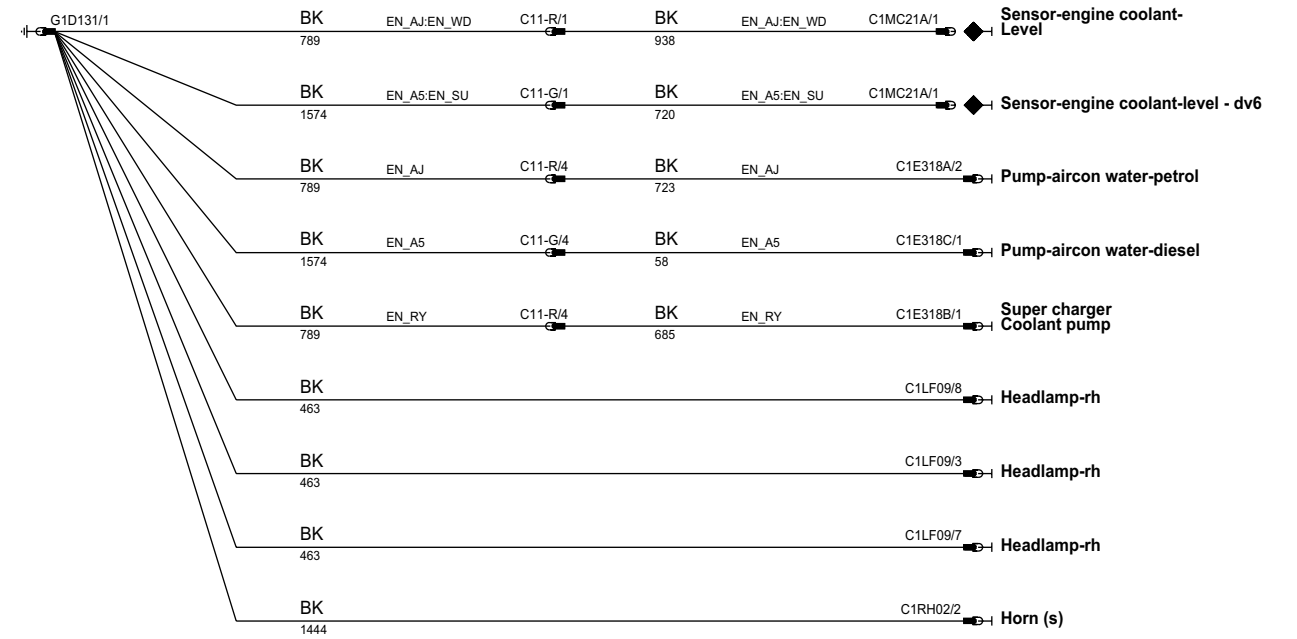 G1D131/1 BK EN_AJ:EN_WD C11-R/1 BK EN_AJ:EN_WD C1MC21A/1 Sensor-engine coolant-
Level
789 938
BK EN_A5:EN_SU C11-G/1 BK EN_A5:EN_SU C1MC21A/1 Sensor-engine coolant-level - dv6
1574 720
BK EN_AJ C11-R/4 BK EN_AJ C1E318A/2 Pump-aircon water-petrol
789 723
BK EN_A5 C11-G/4 BK EN_A5 C1E318C/1 Pump-aircon water-diesel
1574 58
BK EN_RY C11-R/4 BK EN_RY C1E318B/1 Super charger
Coolant pump
789 685
BK C1LF09/8 Headlamp-rh
463
BK C1LF09/3 Headlamp-rh
463
BK C1LF09/7 Headlamp-rh
463
BK C1RH02/2 Horn (s)
1444